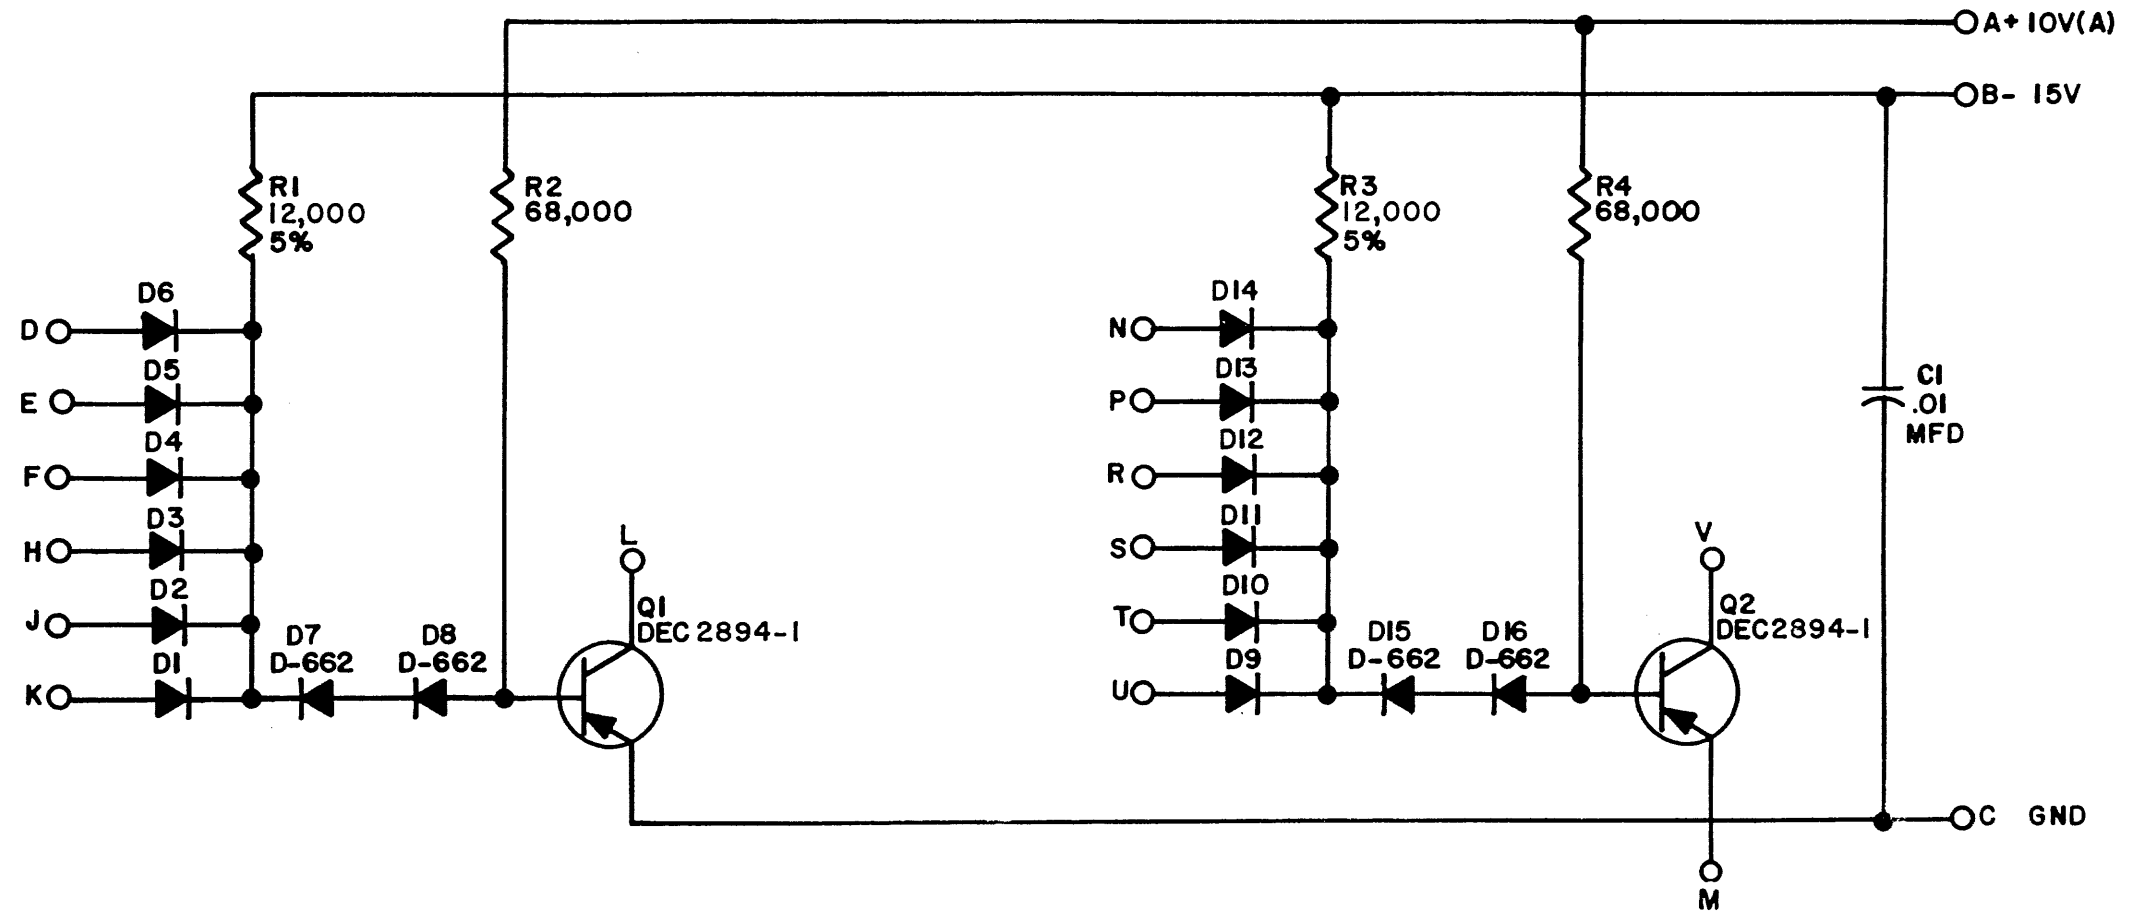 A+ 10V(A)
B- 15V
R1
12,000
5%
R2
68,000
R3
12,000
5%
R4
68,000
D6
D
D5
E
D4
F
D3
H
D2
J
D1
K
D7
D-662
D8
D-662
L
Q1
DEC 2894-1
D14
N
D13
P
D12
R
D11
S
D10
T
D9
U
D15
D-662
D16
D-662
V
Q2
DEC2894-1
C1
.01
MFD
C GND
M